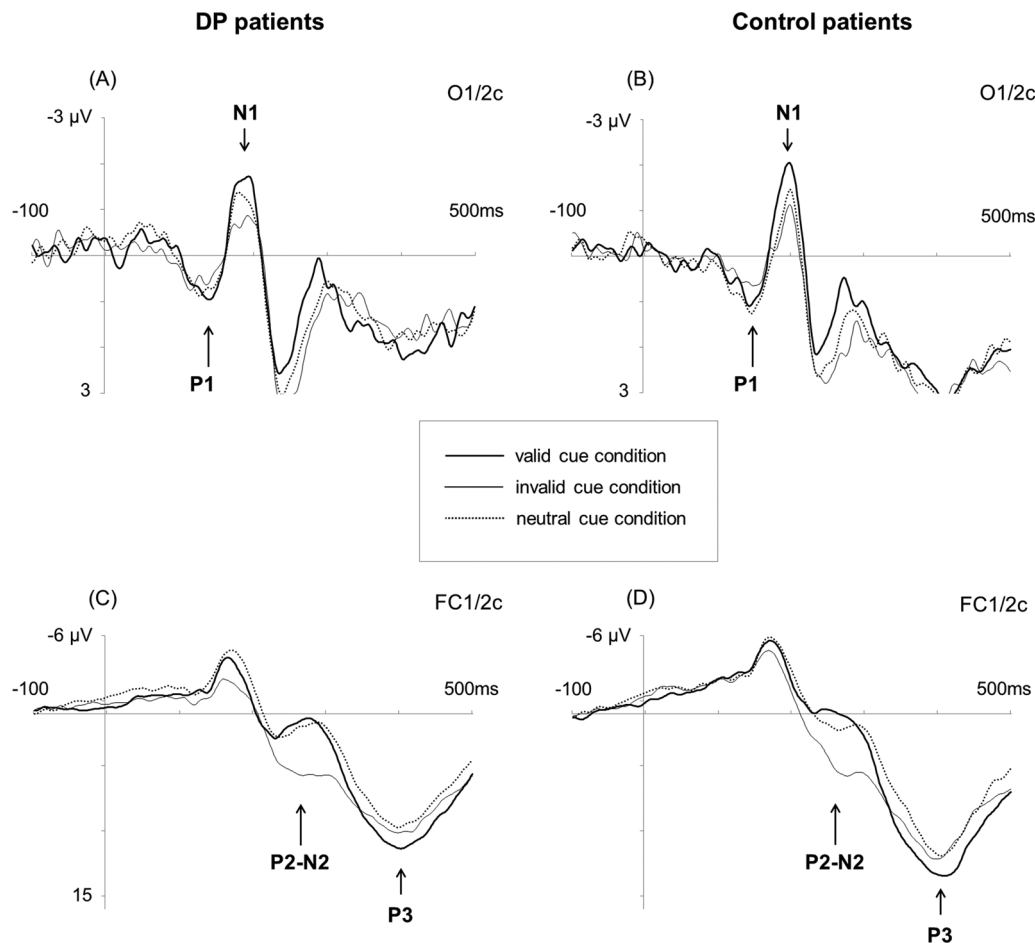 DP patients
Control patients
(A)
O1/2c
-3 µV
N1
-100
500ms
P1
3
(B)
O1/2c
-3 µV
N1
-100
500ms
P1
3
valid cue condition
invalid cue condition
neutral cue condition
(C)
FC1/2c
-6 µV
-100
500ms
P2-N2
15
P3
(D)
FC1/2c
-6 µV
-100
500ms
P2-N2
15
P3